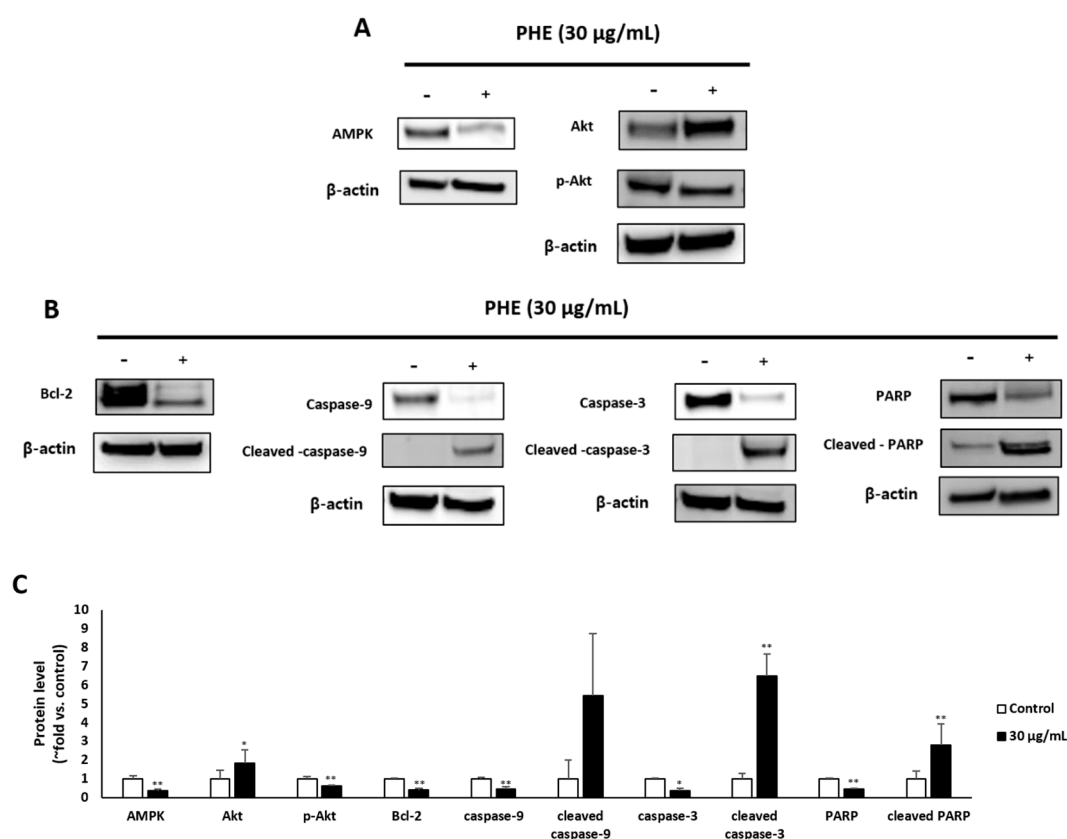 A
PHE (30 µg/mL)
- +
- +
AMPK
Akt
β-actin
p-Akt
β-actin
B
PHE (30 µg/mL)
- +
- +
- +
- +
Bcl-2
Caspase-9
Caspase-3
PARP
β-actin
Cleaved -caspase-9
Cleaved -caspase-3
Cleaved - PARP
β-actin
β-actin
β-actin
C
Protein level
(~fold vs. control)
10
9
8
7
6
5
4
3
2
1
0
** * ** ** ** * ** ** **
AMPK Akt p-Akt Bcl-2 caspase-9 cleaved caspase-3 cleaved PARP cleaved PARP
caspase-9 caspase-3
Control
30 µg/mL